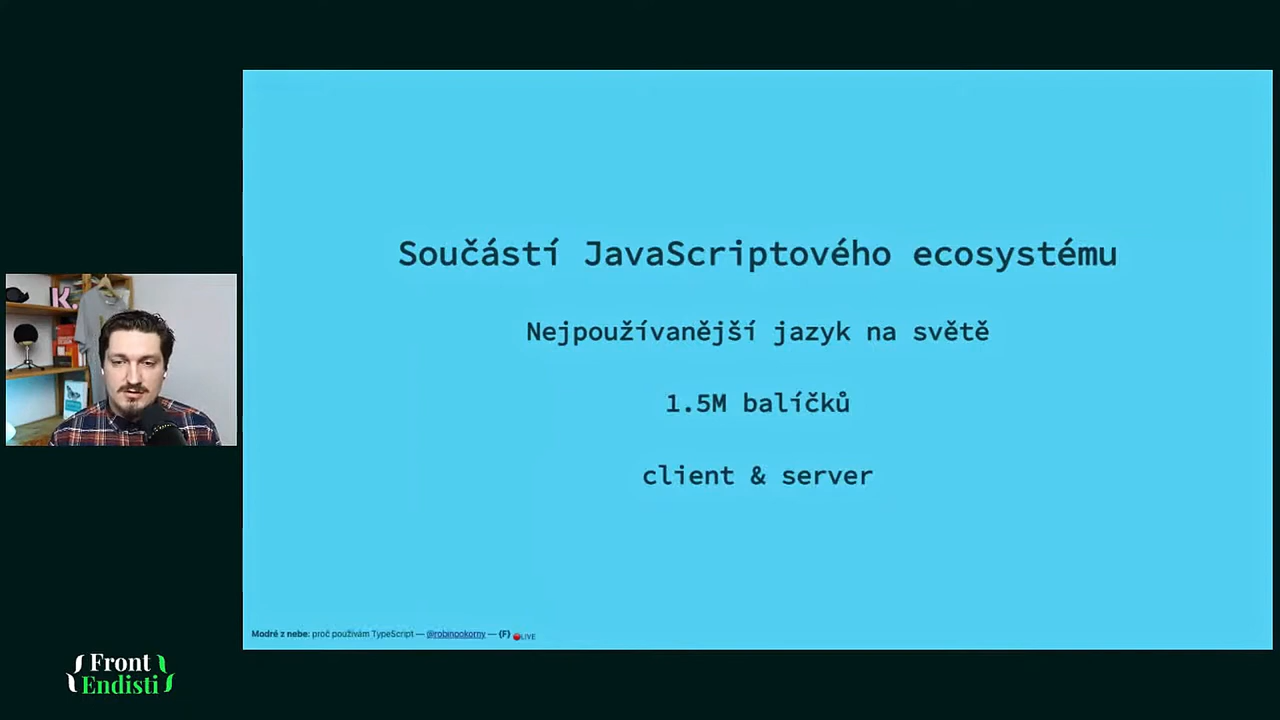 Součástí JavaScriptového ecosystému
Nejpoužívanější jazyk na světě
1.5M balíčků
client & server
Modré z nebe: proč používám TypeScript — @robinpokorny — {F} LIVE
K.
{Front
Endisti}